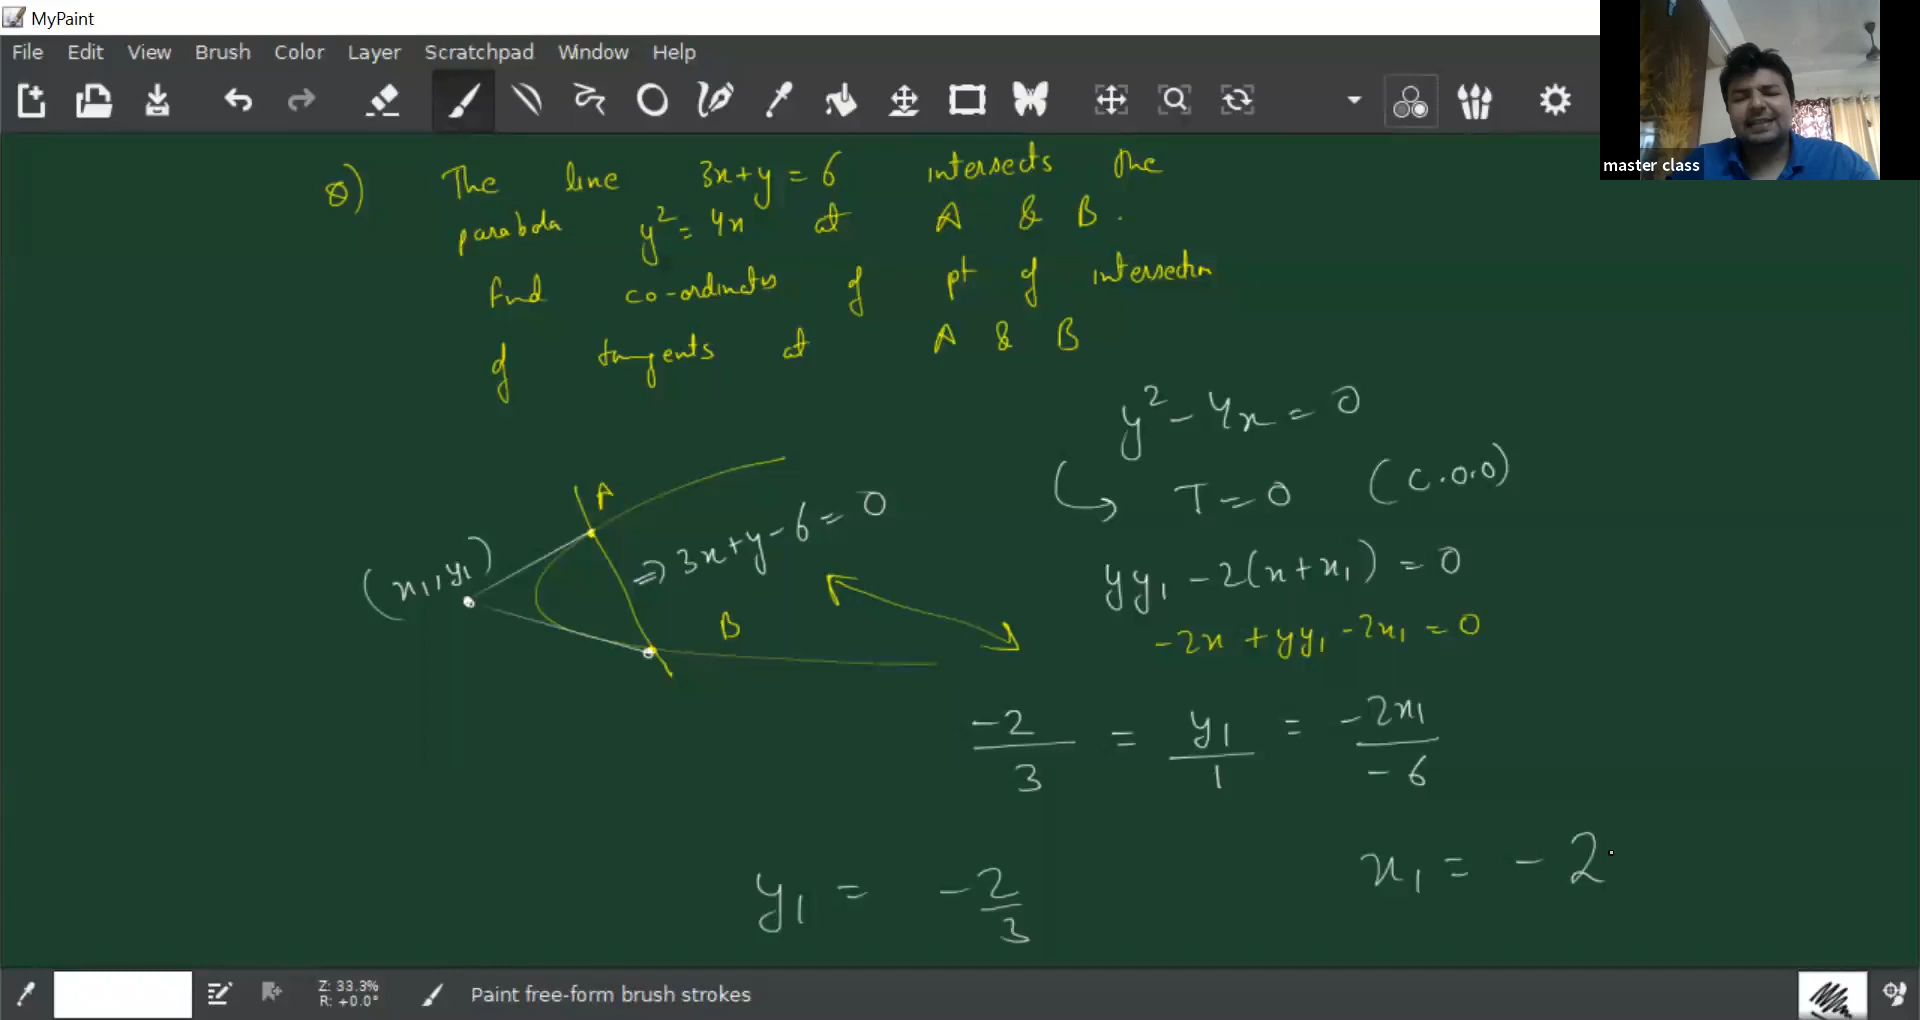 MyPaint
File Edit View Brush Color Layer Scratchpad Window Help
master class
Q) The line 3x+y=6 intersects the
parabola y²=4x at A & B.
find co-ordinates of pt of intersection
of tangents at A & B
y²-4x=0
T=0 (C.O.O)
A
(x₁,y₁)
⇒3x+y-6=0
B
yy₁-2(x+x₁)=0
-2x+yy₁-2x₁=0
-2/3 = y₁/1 = -2x₁/-6
y₁ = -2/3
x₁ = -2
Z: 33.3%
R: +0.0°
Paint free-form brush strokes